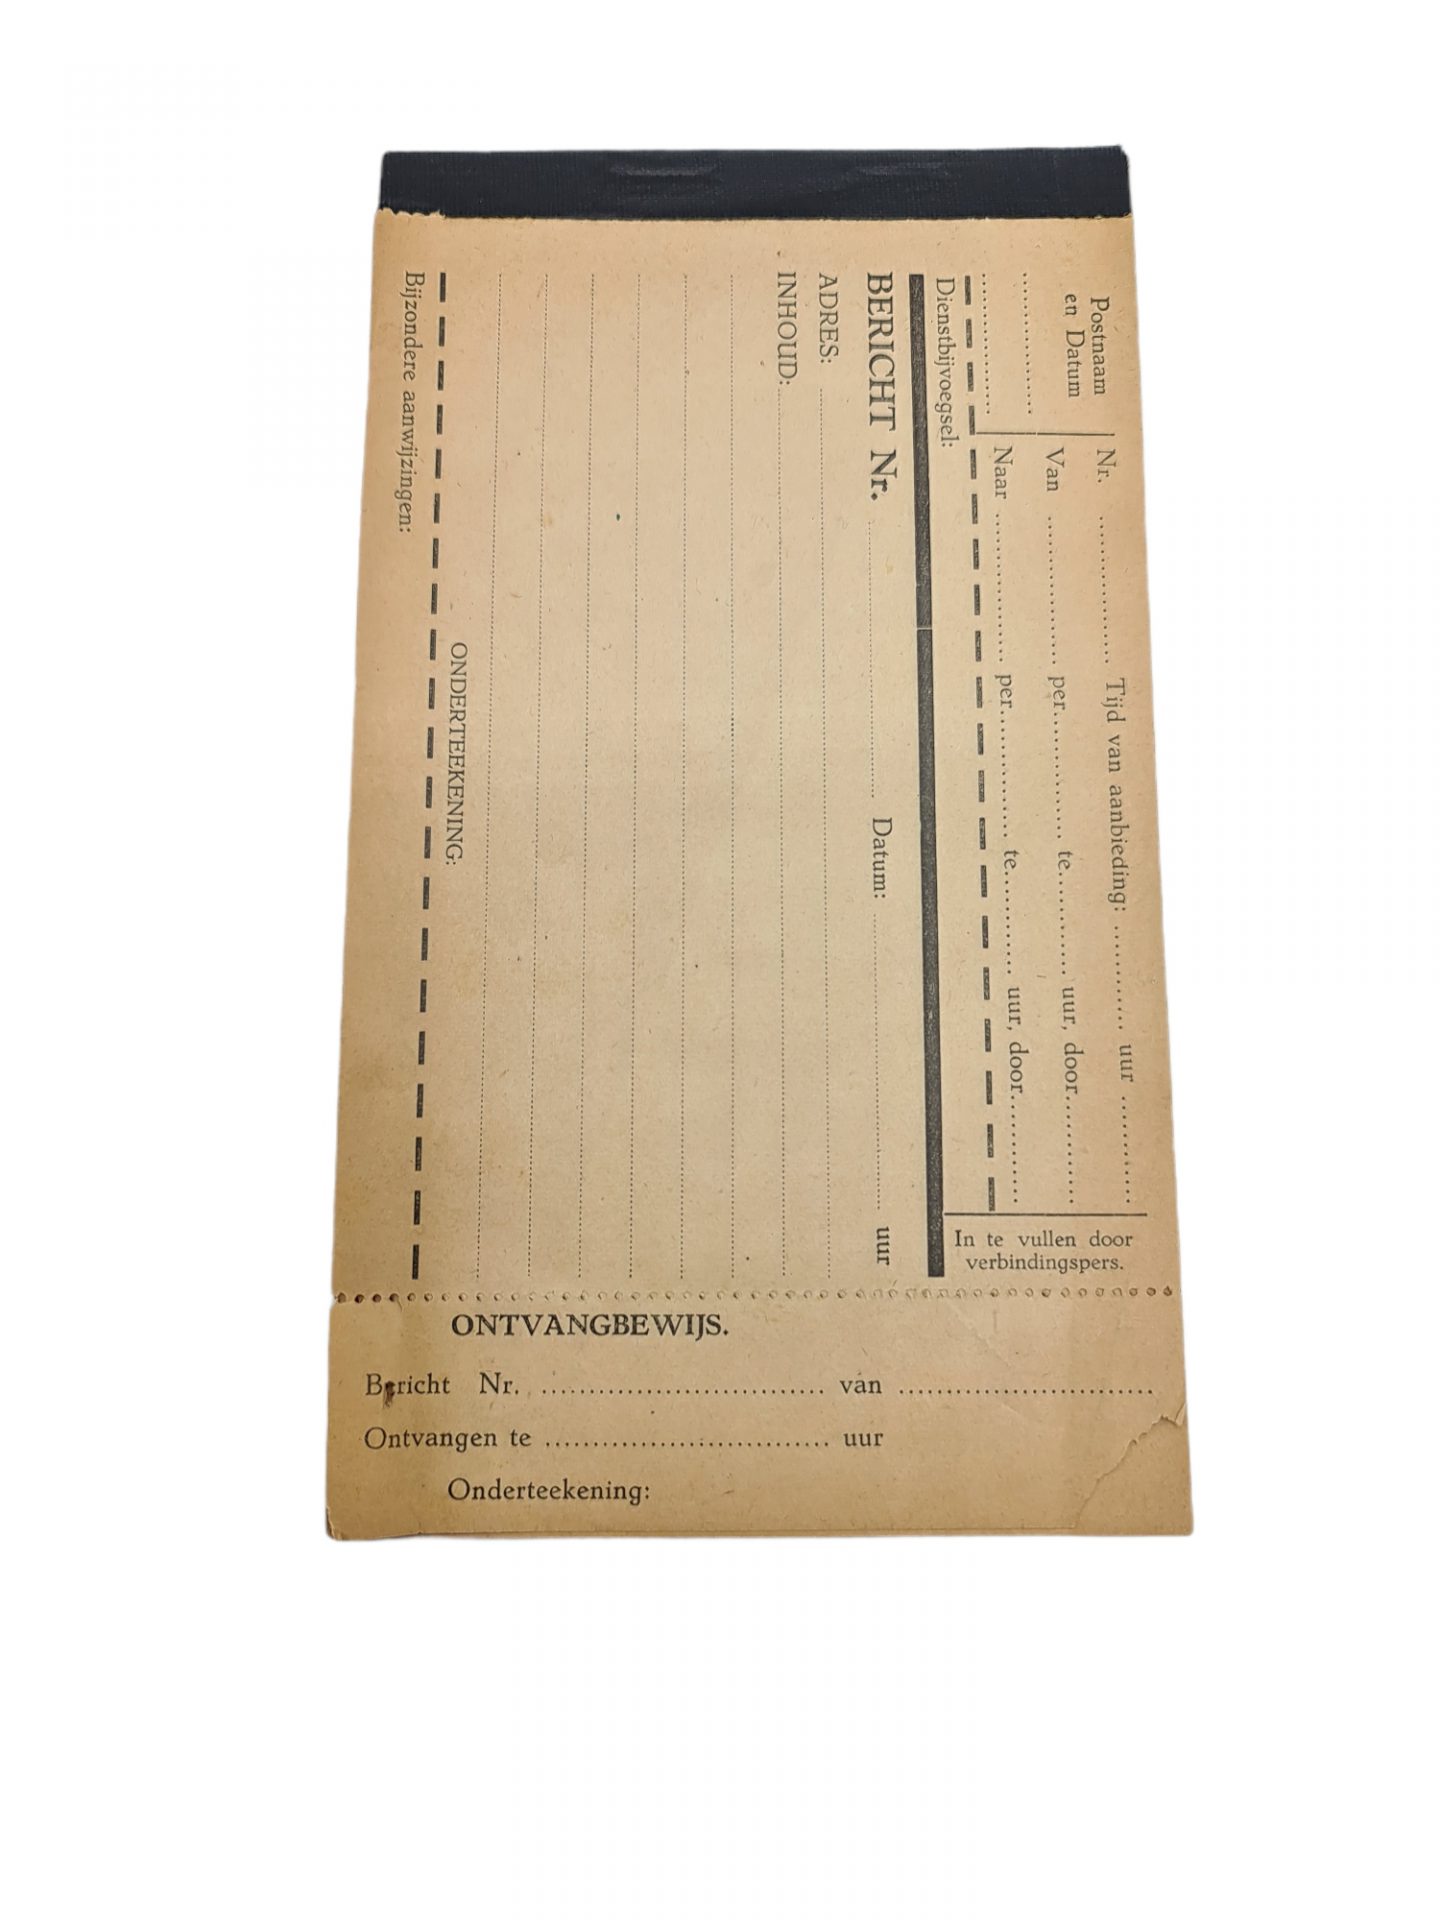 Postnaam
en Datum
Nr. .................... Tijd van aanbieding: .............. uur ..............
Van .................... per.................. te.............. uur, door..............
Naar .................... per.................. te.............. uur, door..............
In te vullen door
verbindingspers.
Dienstbijvoegsel:
BERICHT Nr. .................... Datum: .................... uur
ADRES:
INHOUD:
ONDERTEEKENING:
Bijzondere aanwijzingen:
ONTVANGBEWIJS.
Bericht Nr. .............................. van ...........................
Ontvangen te .............................. uur
Onderteekening: